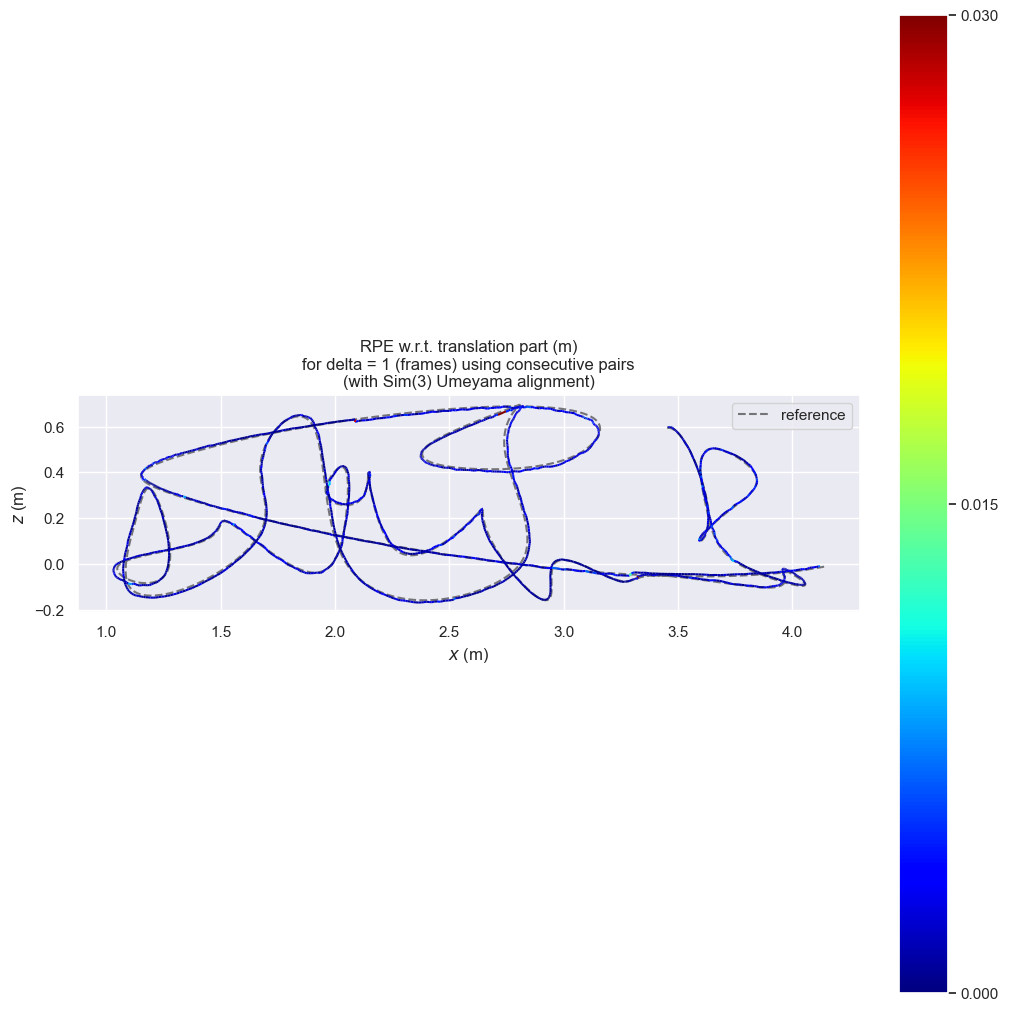 RPE w.r.t. translation part (m)
for delta = 1 (frames) using consecutive pairs
(with Sim(3) Umeyama alignment)
reference
z (m)
0.6
0.4
0.2
0.0
−0.2
1.0 1.5 2.0 2.5 3.0 3.5 4.0
x (m)
0.030
0.015
0.000